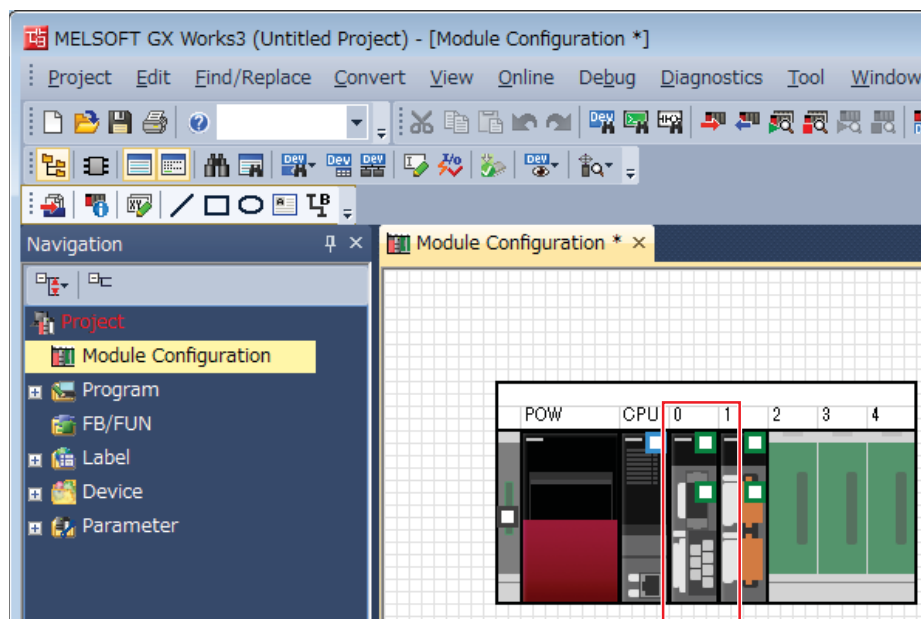 MELSOFT GX Works3 (Untitled Project) - [Module Configuration *]
Project Edit Find/Replace Convert View Online Debug Diagnostics Tool Window
Navigation
Module Configuration *
Project
Module Configuration
Program
FB/FUN
Label
Device
Parameter
POW CPU 0 1 2 3 4